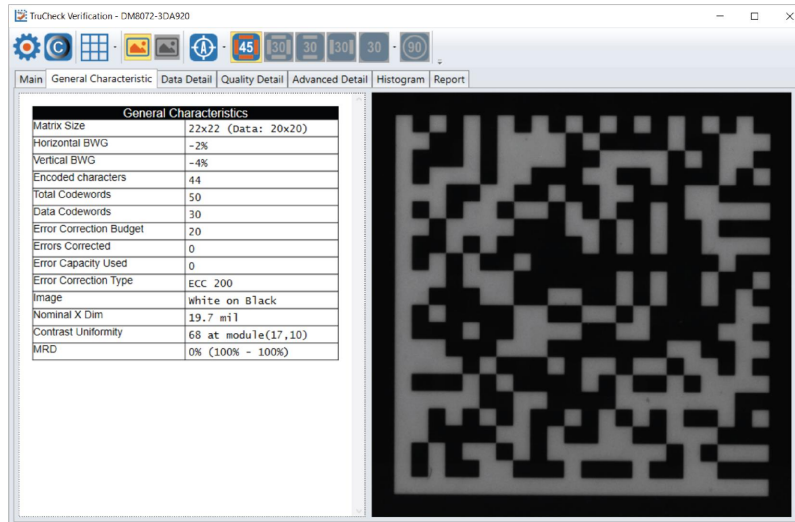 TruCheck Verification - DM8072-3DA920
A 45 30 30 30 30 90
Main General Characteristic Data Detail Quality Detail Advanced Detail Histogram Report
General Characteristics
Matrix Size 22x22 (Data: 20x20)
Horizontal BWG -2%
Vertical BWG -4%
Encoded characters 44
Total Codewords 50
Data Codewords 30
Error Correction Budget 20
Errors Corrected 0
Error Capacity Used 0
Error Correction Type ECC 200
Image White on Black
Nominal X Dim 19.7 mil
Contrast Uniformity 68 at module(17,10)
MRD 0% (100% - 100%)